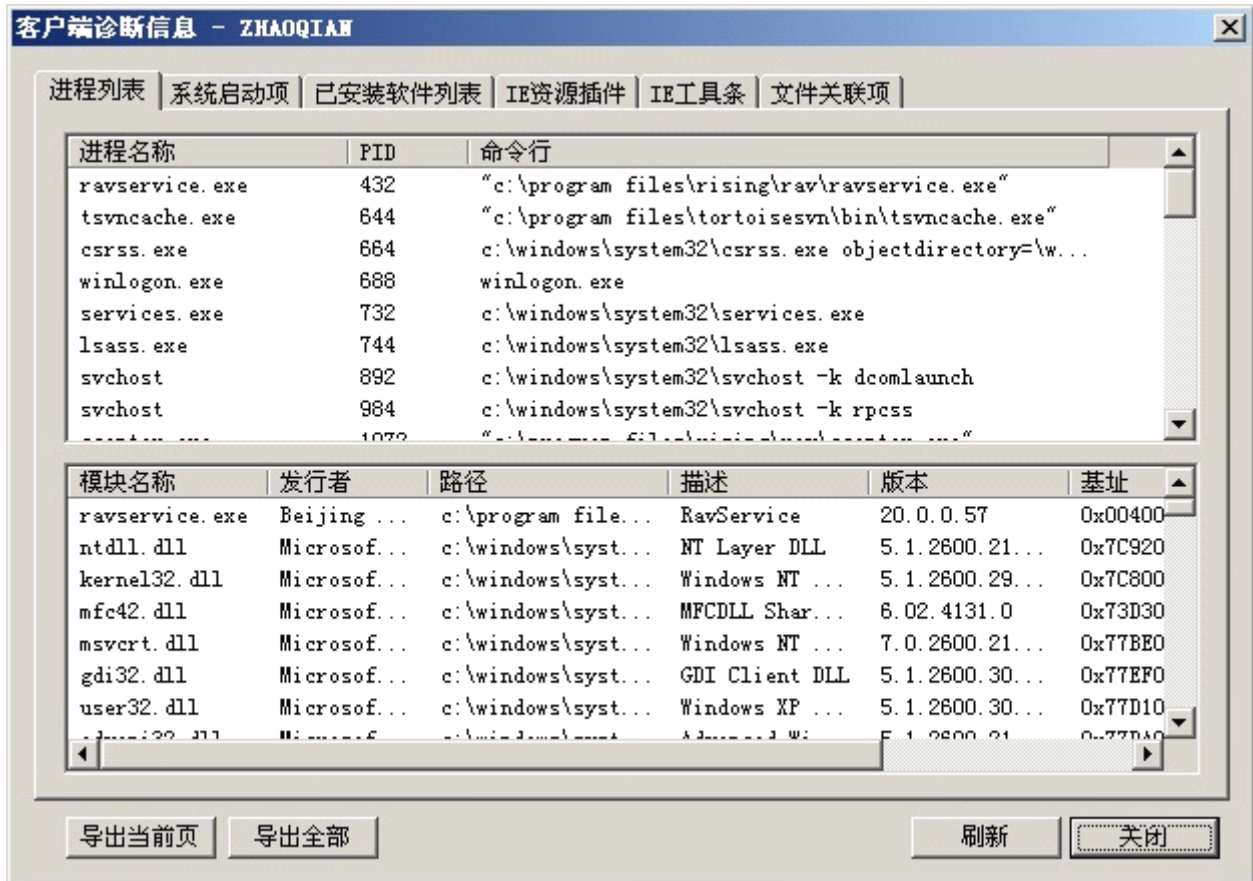 客户端诊断信息 - ZHAOQIAN
进程列表 系统启动项 已安装软件列表 IE资源插件 IE工具条 文件关联项
进程名称 PID 命令行
ravservice.exe 432 "c:\program files\rising\rav\ravservice.exe"
tsvncache.exe 644 "c:\program files\tortoisesvn\bin\tsvncache.exe"
csrss.exe 664 c:\windows\system32\csrss.exe objectdirectory=\w...
winlogon.exe 688 winlogon.exe
services.exe 732 c:\windows\system32\services.exe
lsass.exe 744 c:\windows\system32\lsass.exe
svchost 892 c:\windows\system32\svchost -k dcomlaunch
svchost 984 c:\windows\system32\svchost -k rpcss
模块名称 发行者 路径 描述 版本 基址
ravservice.exe Beijing ... c:\program file... RavService 20.0.0.57 0x00400
ntdll.dll Microsof... c:\windows\syst... NT Layer DLL 5.1.2600.21... 0x7C920
kernel32.dll Microsof... c:\windows\syst... Windows NT ... 5.1.2600.29... 0x7C800
mfc42.dll Microsof... c:\windows\syst... MFCDLL Shar... 6.02.4131.0 0x73D30
msvcrt.dll Microsof... c:\windows\syst... Windows NT ... 7.0.2600.21... 0x77BE0
gdi32.dll Microsof... c:\windows\syst... GDI Client DLL 5.1.2600.30... 0x77EF0
user32.dll Microsof... c:\windows\syst... Windows XP ... 5.1.2600.30... 0x77D10
导出当前页 导出全部 刷新 关闭